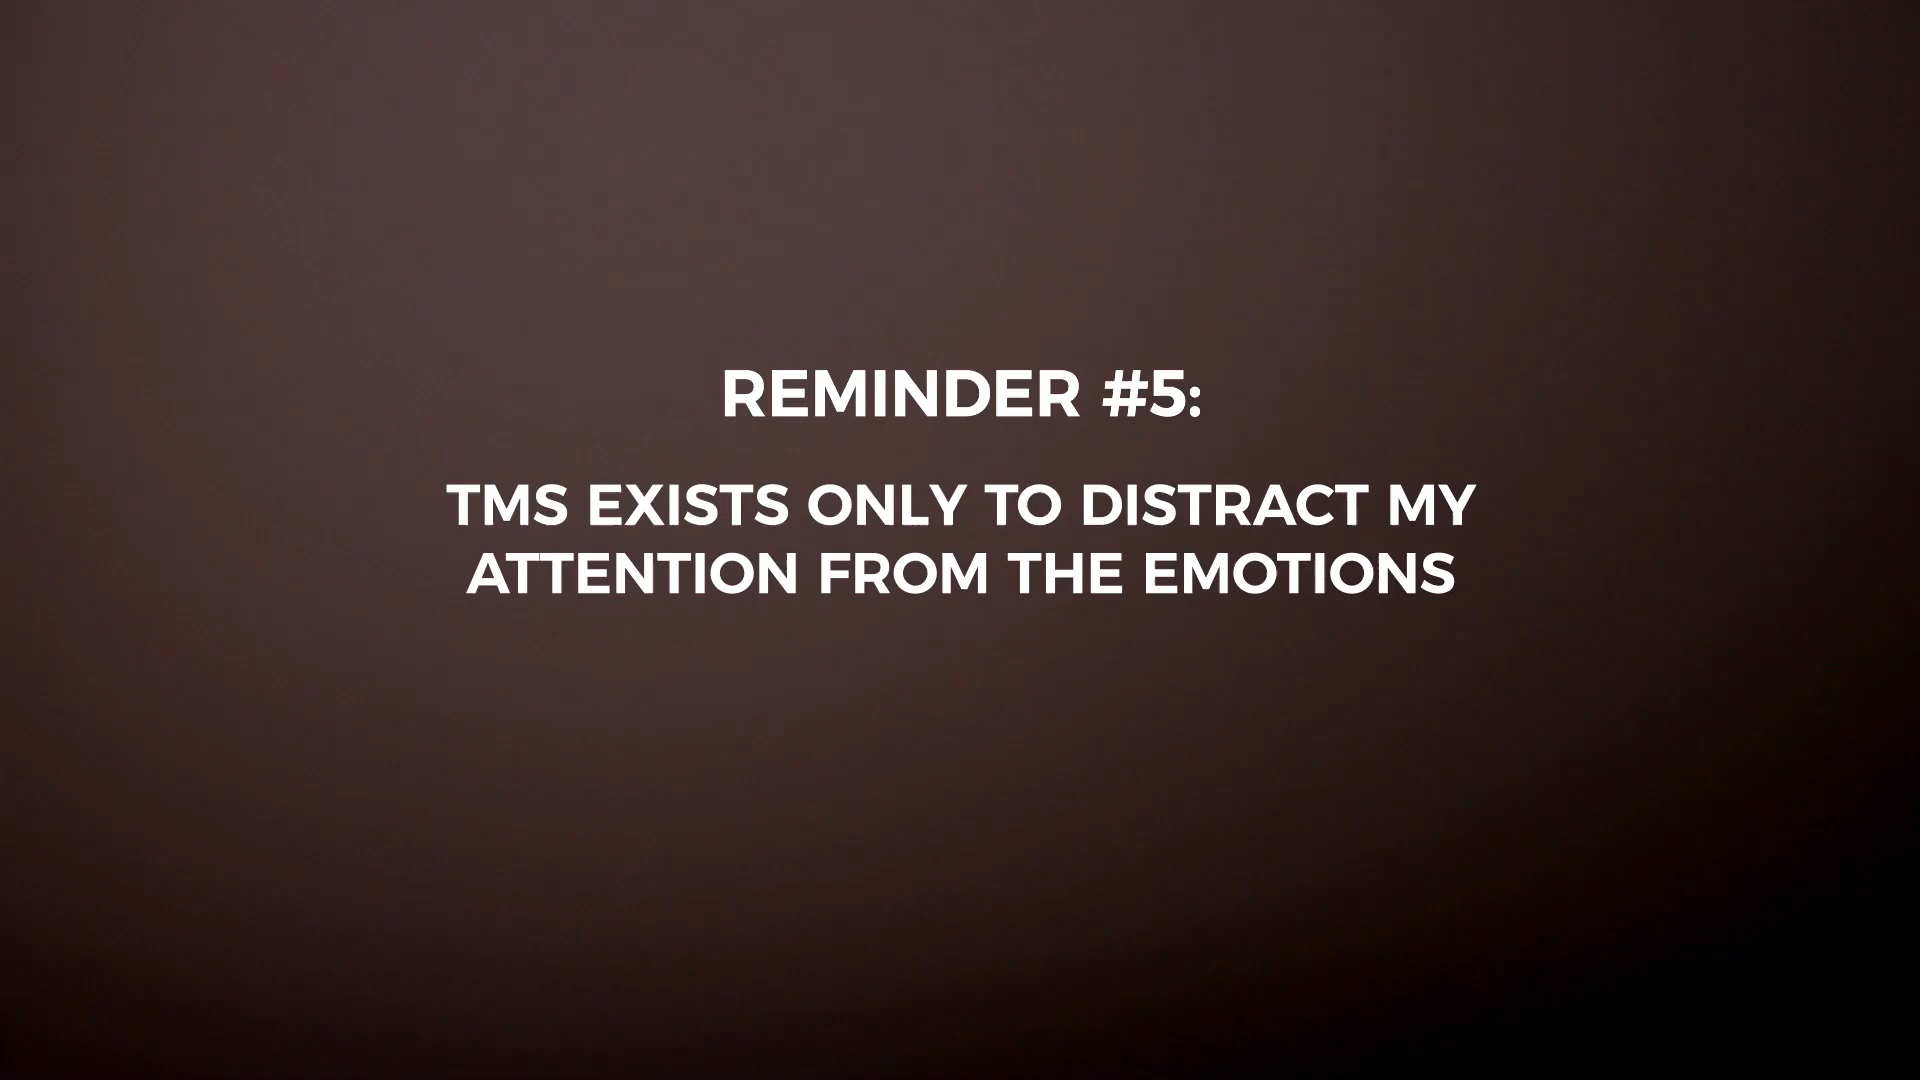 REMINDER #5:
TMS EXISTS ONLY TO DISTRACT MY
ATTENTION FROM THE EMOTIONS